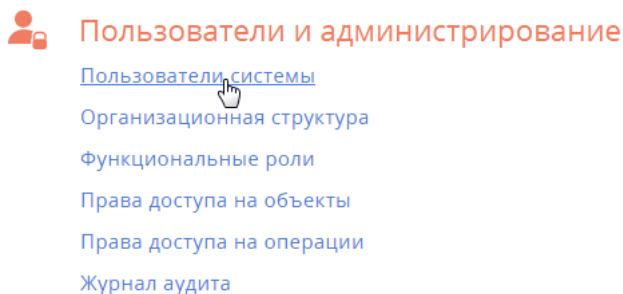 Пользователи и администрирование
Пользователи системы
Организационная структура
Функциональные роли
Права доступа на объекты
Права доступа на операции
Журнал аудита